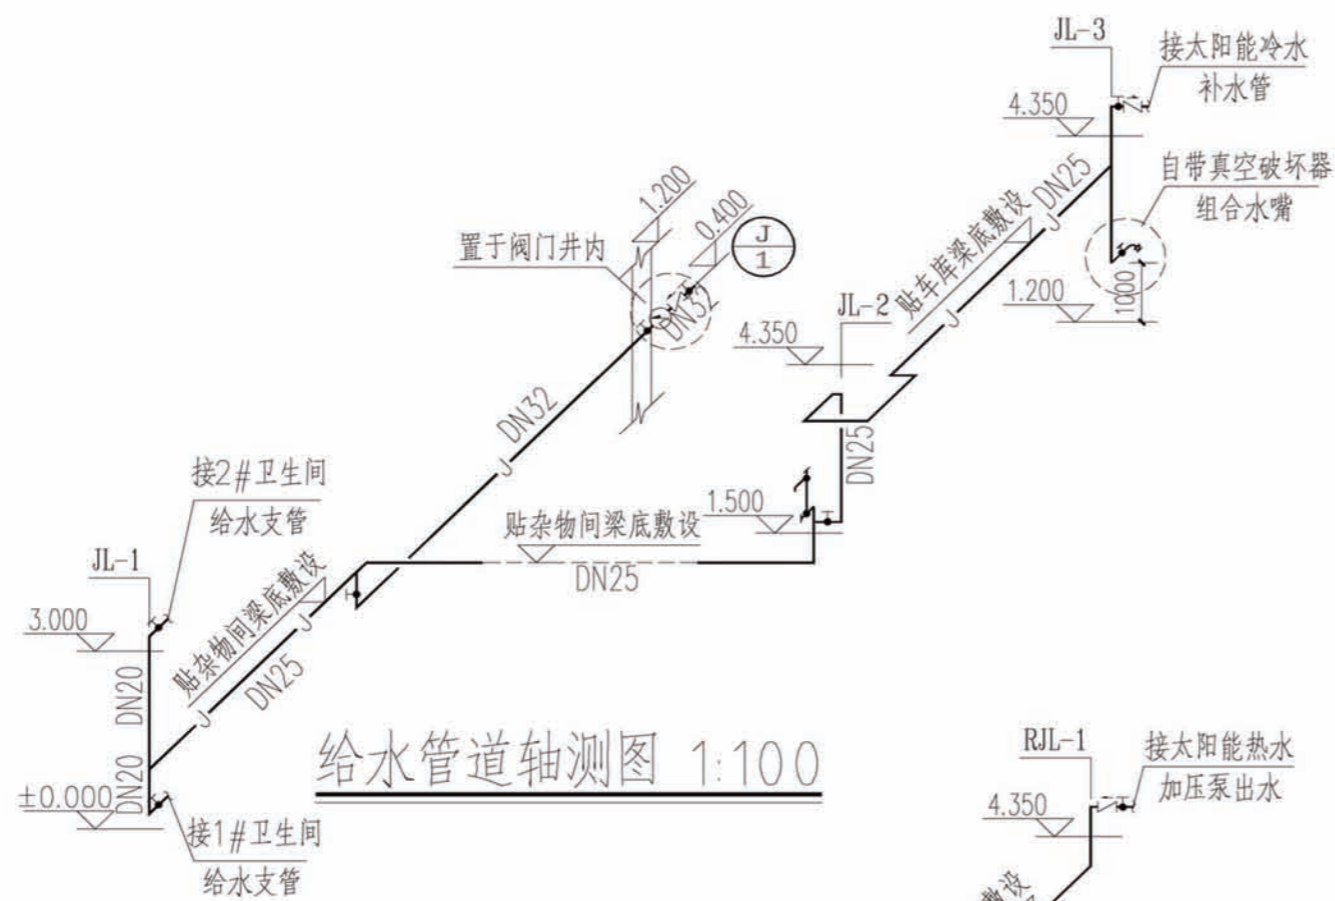 JL-3
接太阳能冷水
补水管
4.350
自带真空破坏器
组合水嘴
DN25
J
贴车库梁底敷设
J
1.200
1000
1.200
0.400
J
1
置于阀门井内
DN32
JL-2
4.350
DN32
J
DN25
接2#卫生间
给水支管
1.500
贴杂物间梁底敷设
DN25
JL-1
贴杂物间梁底敷设
J
3.000
DN20
DN25
J
给水管道轴测图 1:100
DN20
±0.000
接1#卫生间
给水支管
RJL-1
接太阳能热水
加压泵出水
4.350
敷设